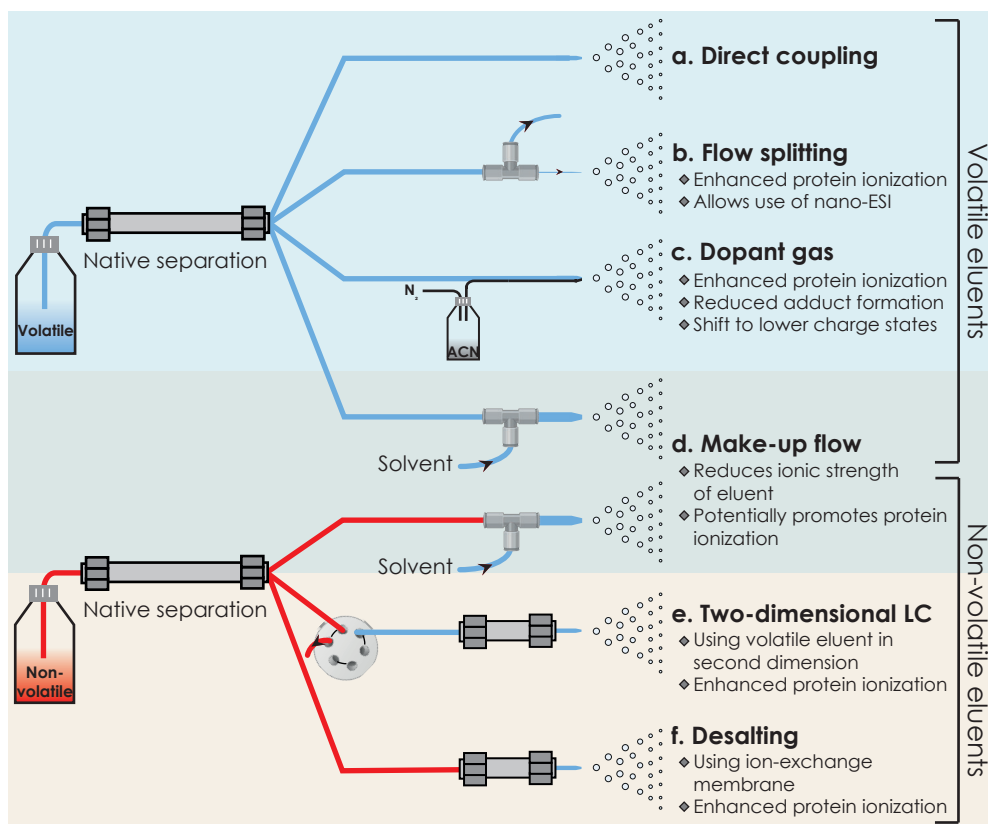 a. Direct coupling
b. Flow splitting
◆ Enhanced protein ionization
◆ Allows use of nano-ESI
Native separation
Volatile
c. Dopant gas
◆ Enhanced protein ionization
◆ Reduced adduct formation
◆ Shift to lower charge states
N₂
ACN
Volatile eluents
Solvent
d. Make-up flow
◆ Reduces ionic strength
of eluent
◆ Potentially promotes protein
ionization
Solvent
Native separation
Non-
volatile
e. Two-dimensional LC
◆ Using volatile eluent in
second dimension
◆ Enhanced protein ionization
f. Desalting
◆ Using ion-exchange
membrane
◆ Enhanced protein ionization
Non-volatile eluents